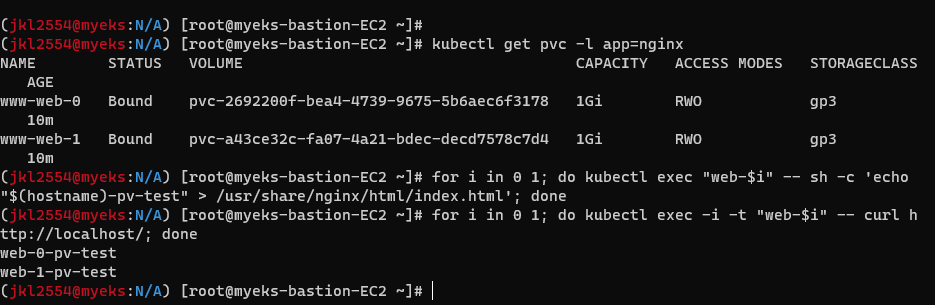 (jkl2554@myeks:N/A) [root@myeks-bastion-EC2 ~]#
(jkl2554@myeks:N/A) [root@myeks-bastion-EC2 ~]# kubectl get pvc -l app=nginx
NAME        STATUS   VOLUME                                     CAPACITY   ACCESS MODES   STORAGECLASS
   AGE
www-web-0   Bound    pvc-2692200f-bea4-4739-9675-5b6aec6f3178   1Gi        RWO            gp3
   10m
www-web-1   Bound    pvc-a43ce32c-fa07-4a21-bdec-decd7578c7d4   1Gi        RWO            gp3
   10m
(jkl2554@myeks:N/A) [root@myeks-bastion-EC2 ~]# for i in 0 1; do kubectl exec "web-$i" -- sh -c 'echo
"$(hostname)-pv-test" > /usr/share/nginx/html/index.html'; done
(jkl2554@myeks:N/A) [root@myeks-bastion-EC2 ~]# for i in 0 1; do kubectl exec -i -t "web-$i" -- curl h
ttp://localhost/; done
web-0-pv-test
web-1-pv-test
(jkl2554@myeks:N/A) [root@myeks-bastion-EC2 ~]#